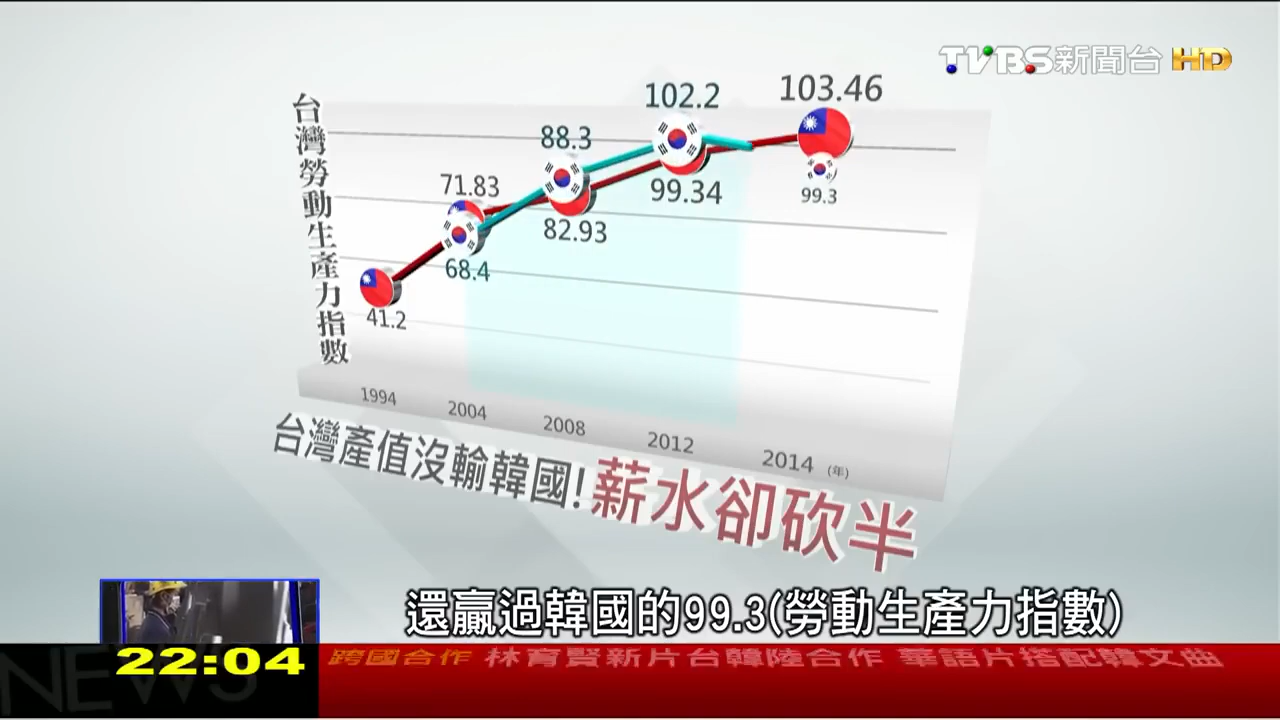 TVBS新聞台 HD
台灣勞動生產力指數
103.46
102.2
88.3
71.83
99.3
99.34
82.93
68.4
41.2
1994 2004 2008 2012 2014 (年)
台灣產值沒輸韓國!薪水卻砍半
還贏過韓國的99.3(勞動生產力指數)
NEWS
22:04
跨國合作 林育賢新片台韓陸合作 華語片搭配韓文曲